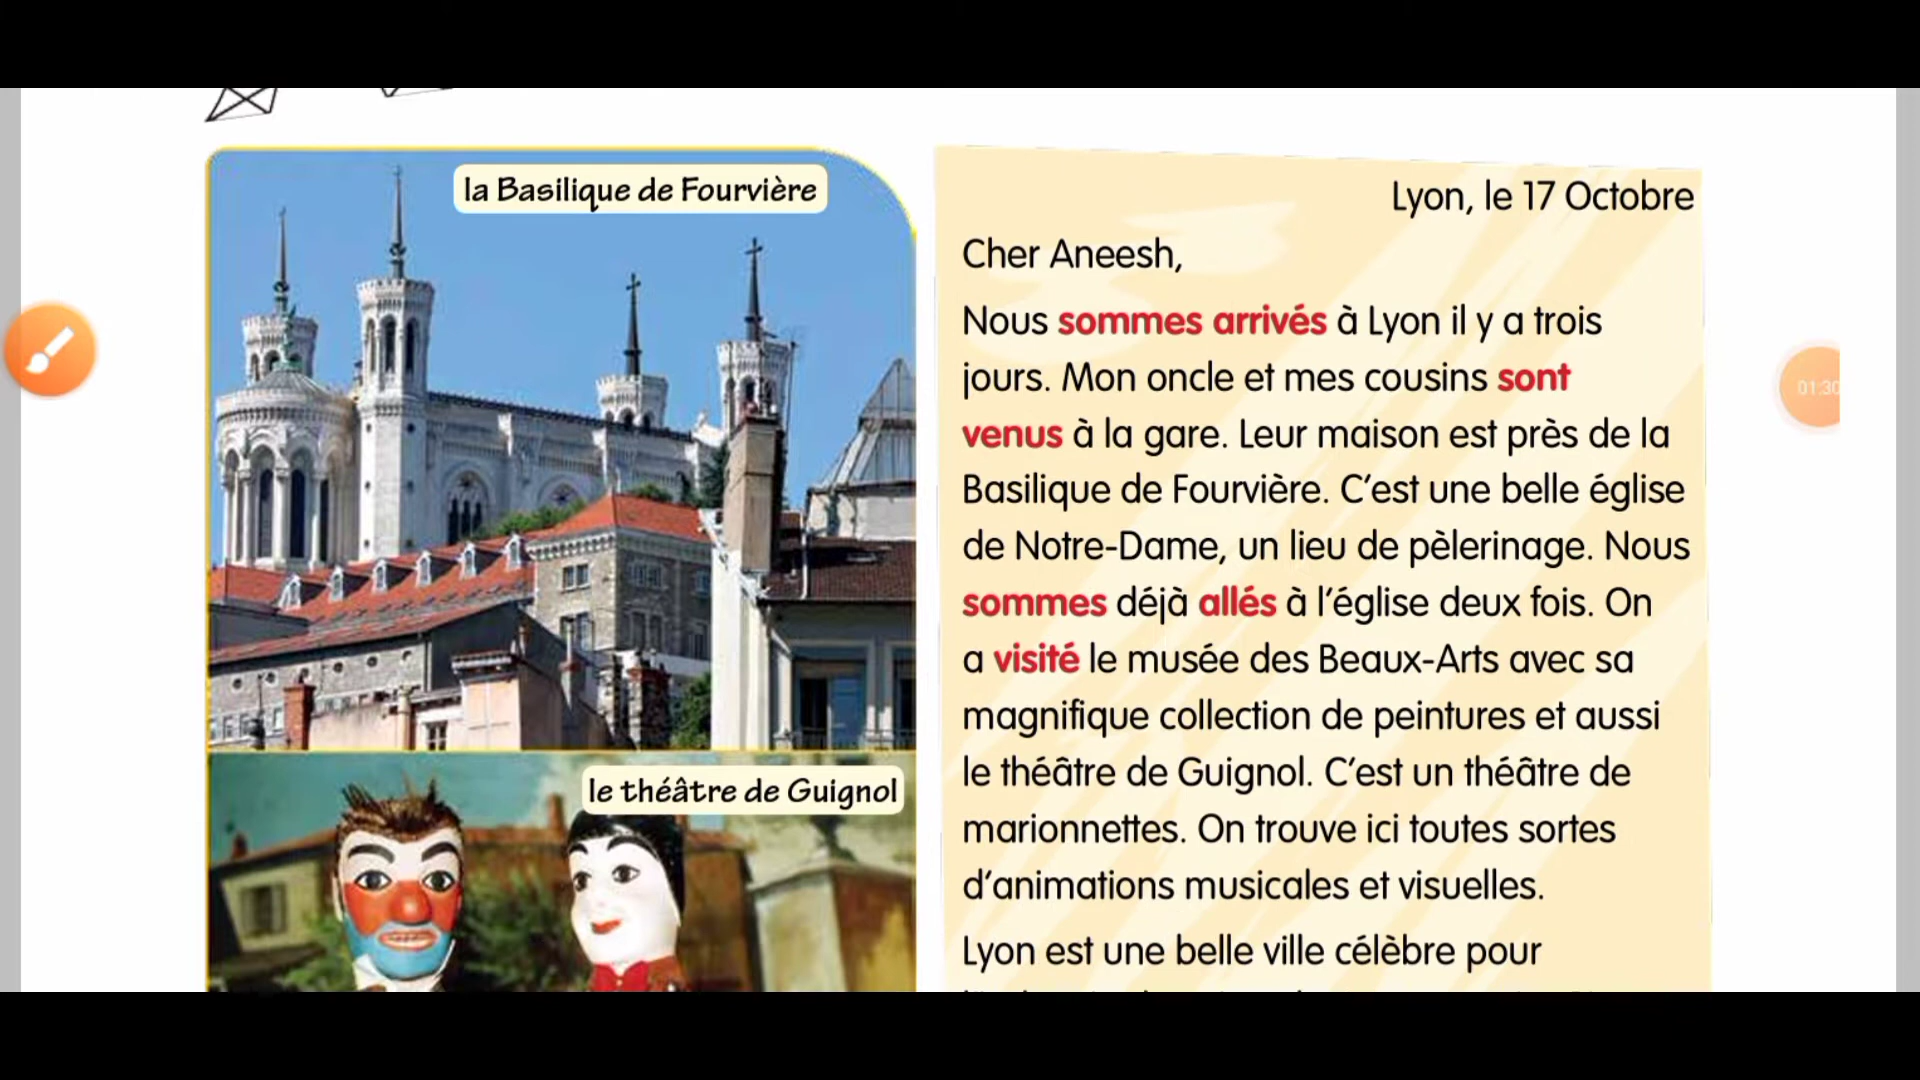 la Basilique de Fourvière
le théâtre de Guignol
Lyon, le 17 Octobre
Cher Aneesh,
Nous sommes arrivés à Lyon il y a trois
jours. Mon oncle et mes cousins sont
venus à la gare. Leur maison est près de la
Basilique de Fourvière. C'est une belle église
de Notre-Dame, un lieu de pèlerinage. Nous
sommes déjà allés à l'église deux fois. On
a visité le musée des Beaux-Arts avec sa
magnifique collection de peintures et aussi
le théâtre de Guignol. C'est un théâtre de
marionnettes. On trouve ici toutes sortes
d'animations musicales et visuelles.
Lyon est une belle ville célèbre pour
01:30